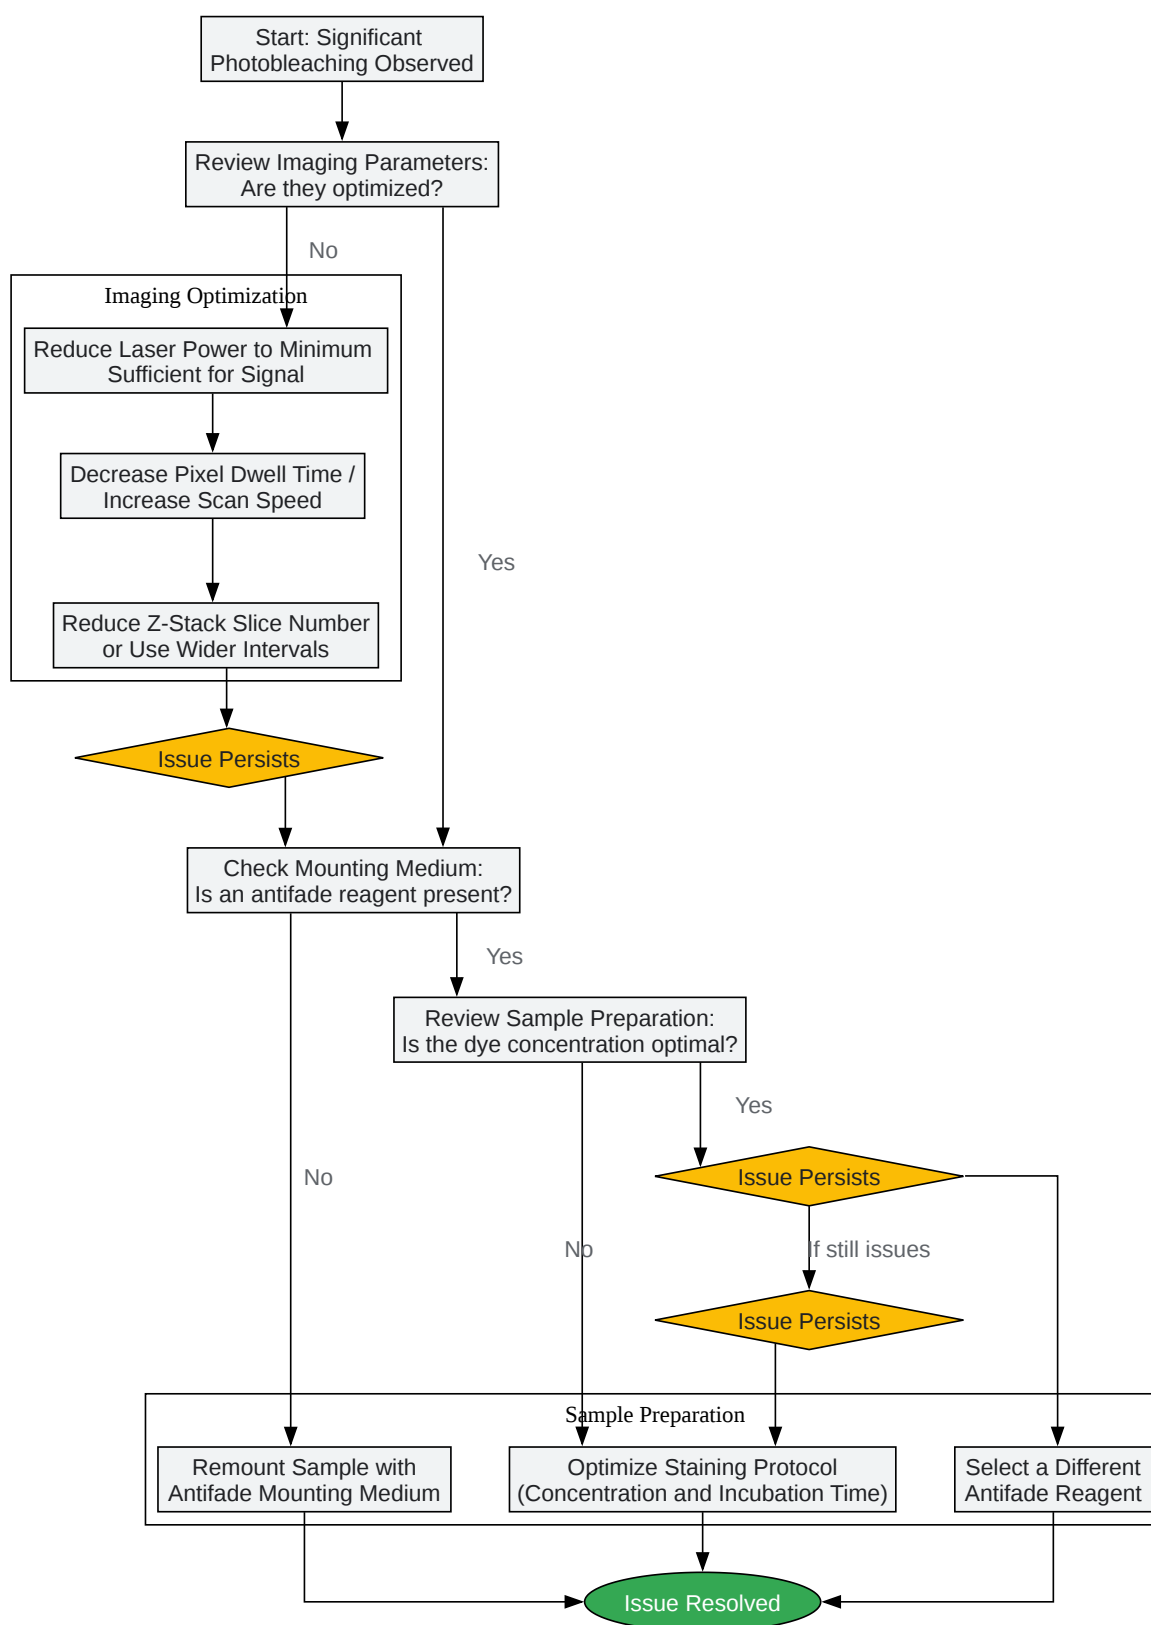 Start: Significant
Photobleaching Observed
Review Imaging Parameters:
Are they optimized?
No
Imaging Optimization
Reduce Laser Power to Minimum
Sufficient for Signal
Decrease Pixel Dwell Time /
Increase Scan Speed
Yes
Reduce Z-Stack Slice Number
or Use Wider Intervals
Issue Persists
Check Mounting Medium:
Is an antifade reagent present?
Yes
Review Sample Preparation:
Is the dye concentration optimal?
Yes
No
Issue Persists
No
If still issues
Issue Persists
Sample Preparation
Remount Sample with
Antifade Mounting Medium
Optimize Staining Protocol
(Concentration and Incubation Time)
Select a Different
Antifade Reagent
Issue Resolved